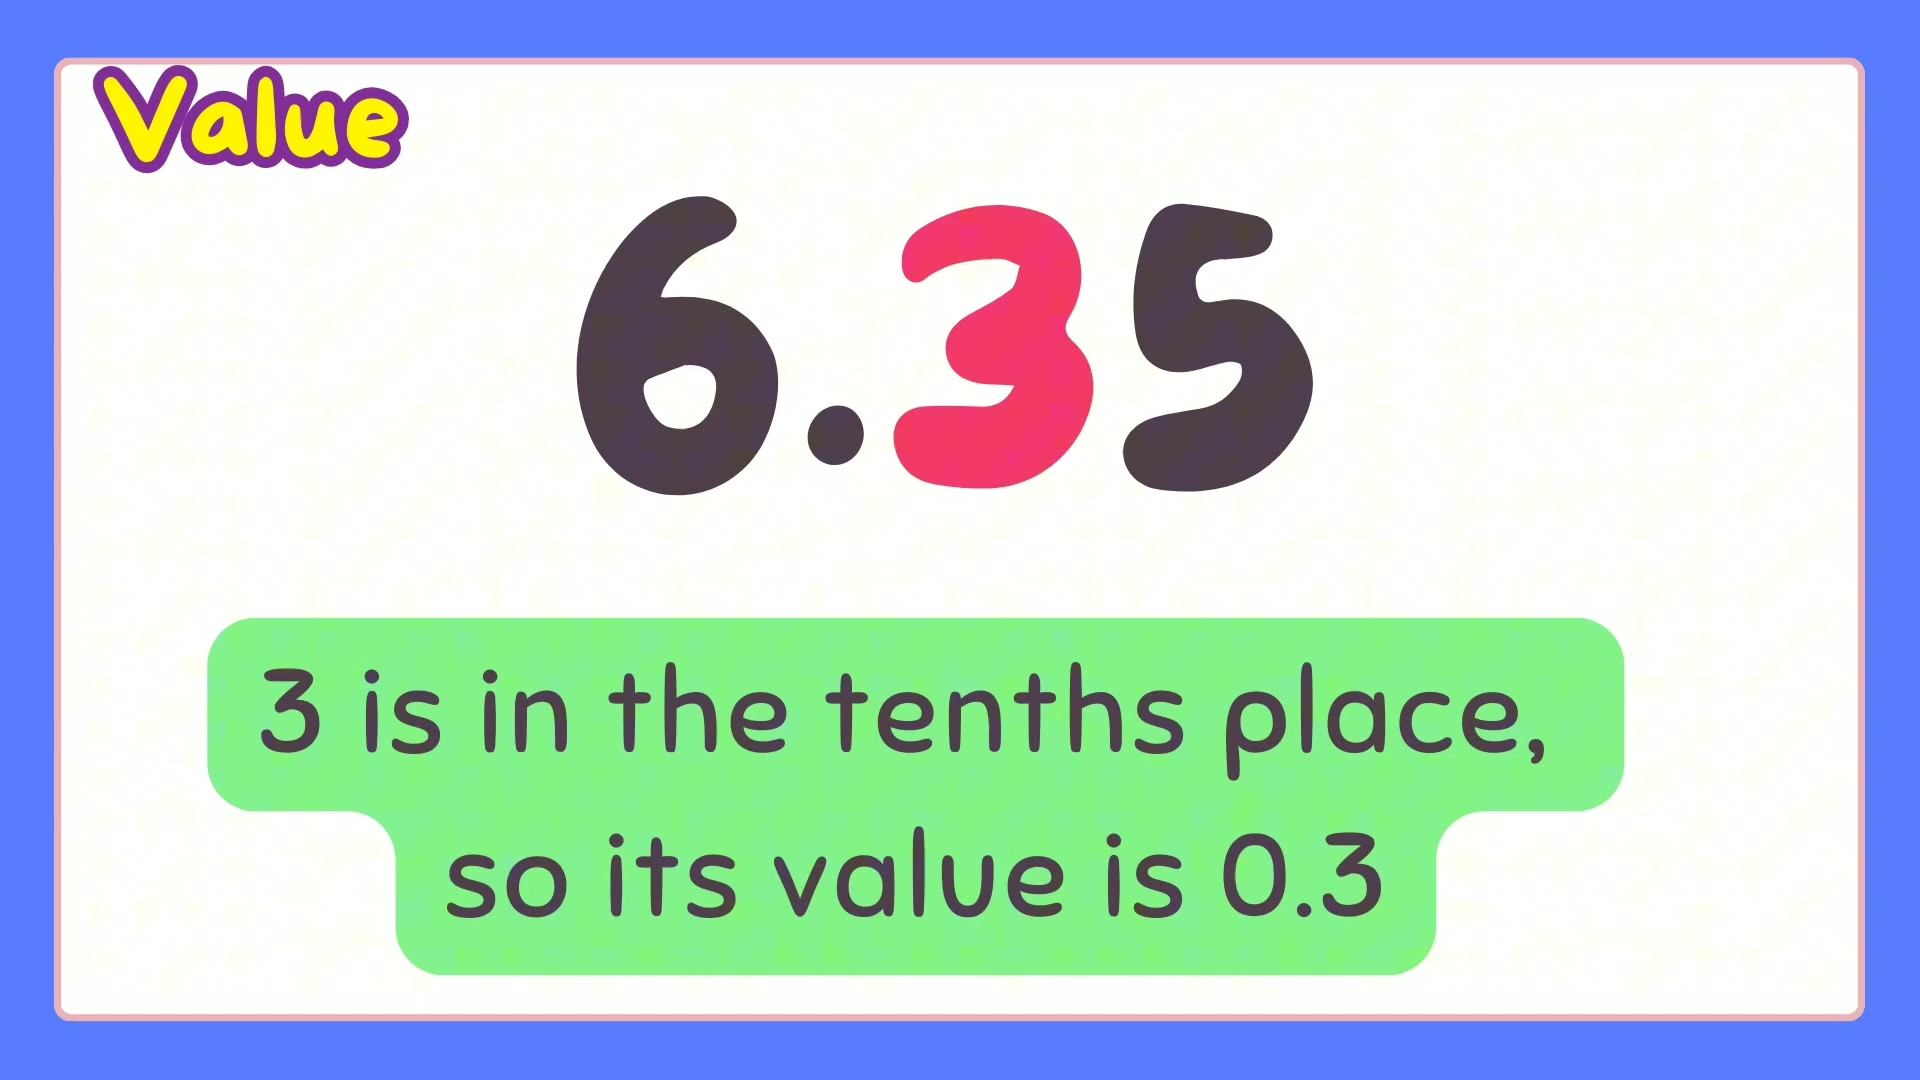 Value
6.35
3 is in the tenths place,
so its value is 0.3